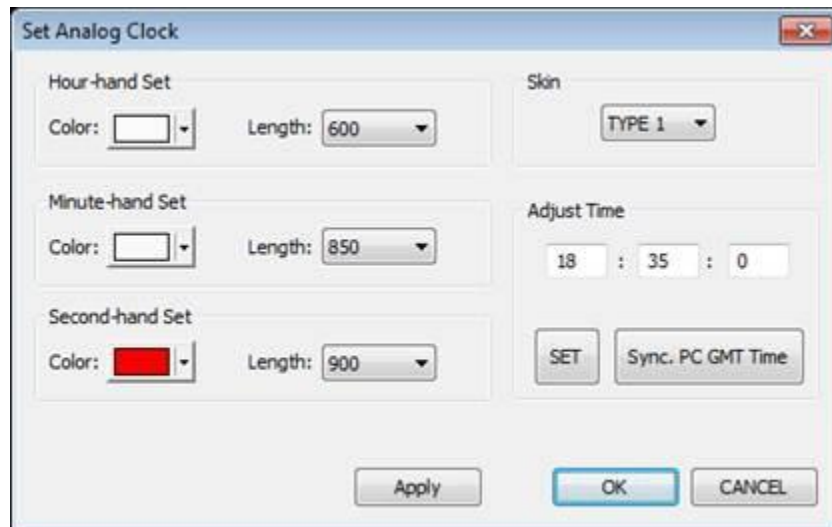 Set Analog Clock
Hour-hand Set
Color:
Length: 600
Skin
TYPE 1
Minute-hand Set
Color:
Length: 850
Adjust Time
18 : 35 : 0
Second-hand Set
Color:
Length: 900
SET
Sync. PC GMT Time
Apply
OK
CANCEL